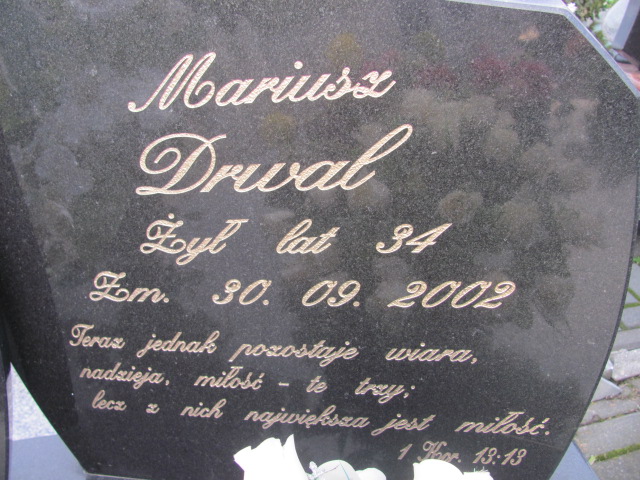 Mariusz
Drwal
Żył lat 34
Zm. 30. 09. 2002
Teraz jednak pozostaje wiara,
nadzieja, miłość - te trzy;
lecz z nich największa jest miłość.
1 Kor. 13:13